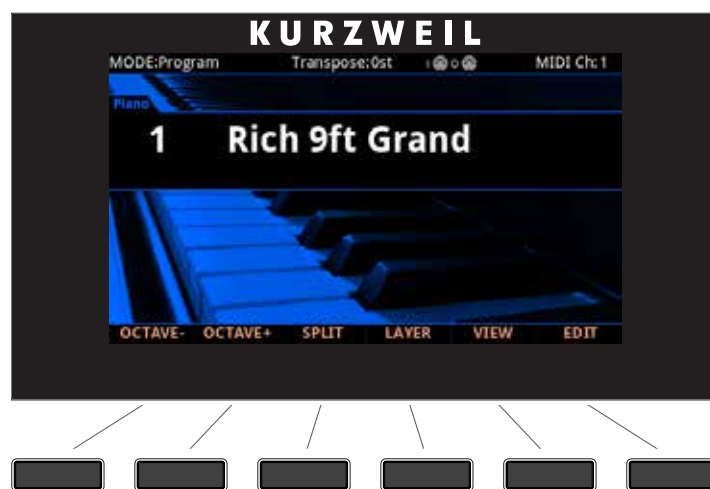 KURZWEIL
MODE:Program Transpose:0st I O MIDI Ch: 1
Piano
1 Rich 9ft Grand
OCTAVE- OCTAVE+ SPLIT LAYER VIEW EDIT